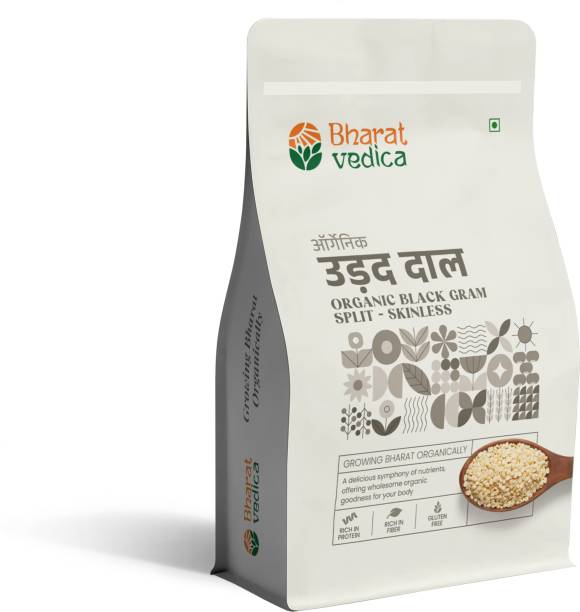 Bharat
vedica
ऑर्गेनिक
उड़द दाल
ORGANIC BLACK GRAM
SPLIT - SKINLESS
GROWING BHARAT ORGANICALLY
A delicious symphony of nutrients,
offering wholesome organic
goodness for your body
RICH IN
PROTEIN
RICH IN
FIBER
GLUTEN
FREE
Growing Bharat
Organically
Bharat
vedica